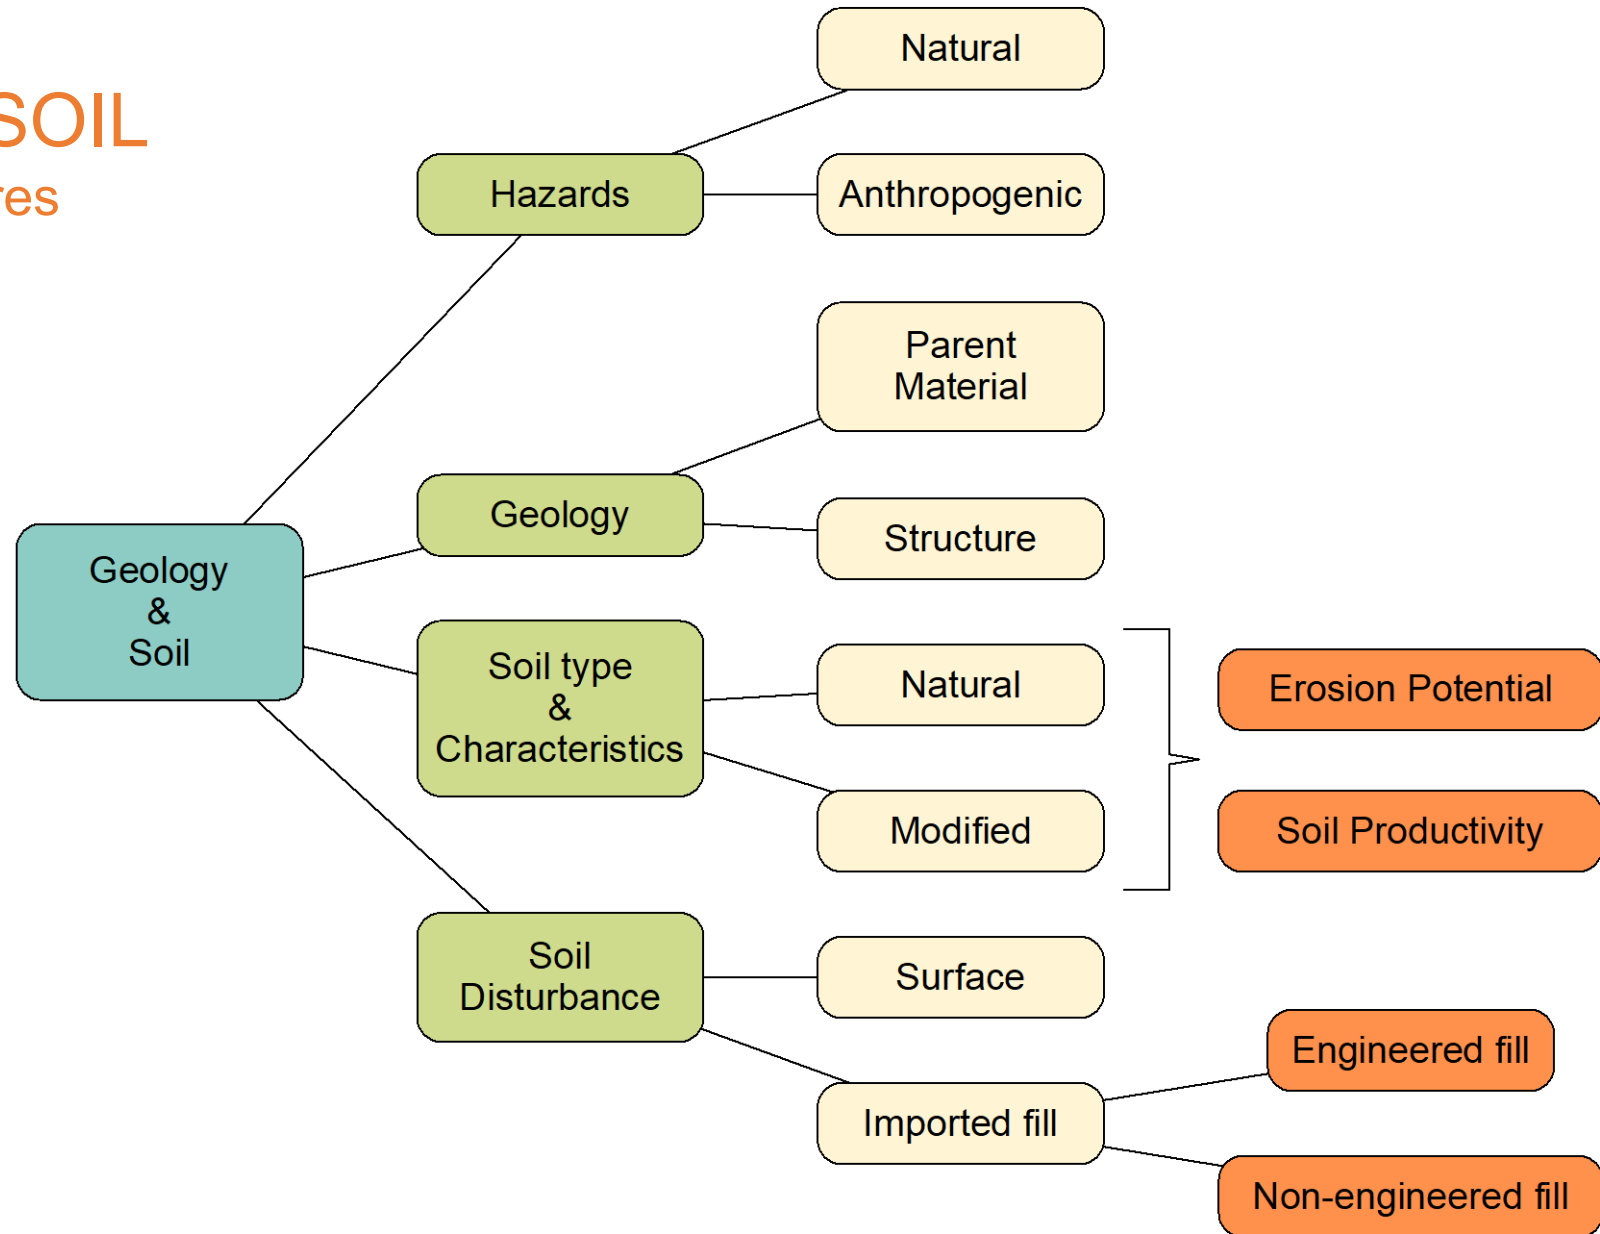 SOIL
res
Natural
Hazards
Anthropogenic
Parent
Material
Geology
Structure
Geology
&
Soil
Soil type
&
Characteristics
Natural
Modified
Erosion Potential
Soil Productivity
Soil
Disturbance
Surface
Imported fill
Engineered fill
Non-engineered fill